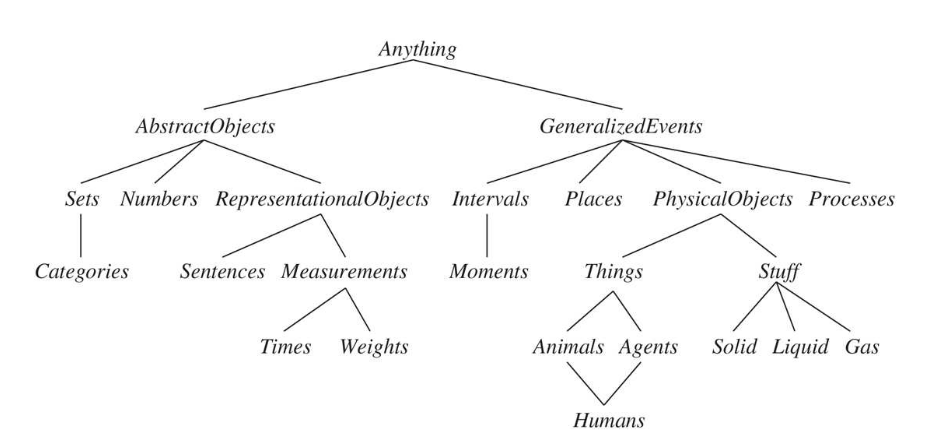 Anything
AbstractObjects GeneralizedEvents
Sets Numbers RepresentationalObjects Intervals Places PhysicalObjects Processes
Categories Sentences Measurements Moments Things Stuff
Times Weights Animals Agents Solid Liquid Gas
Humans